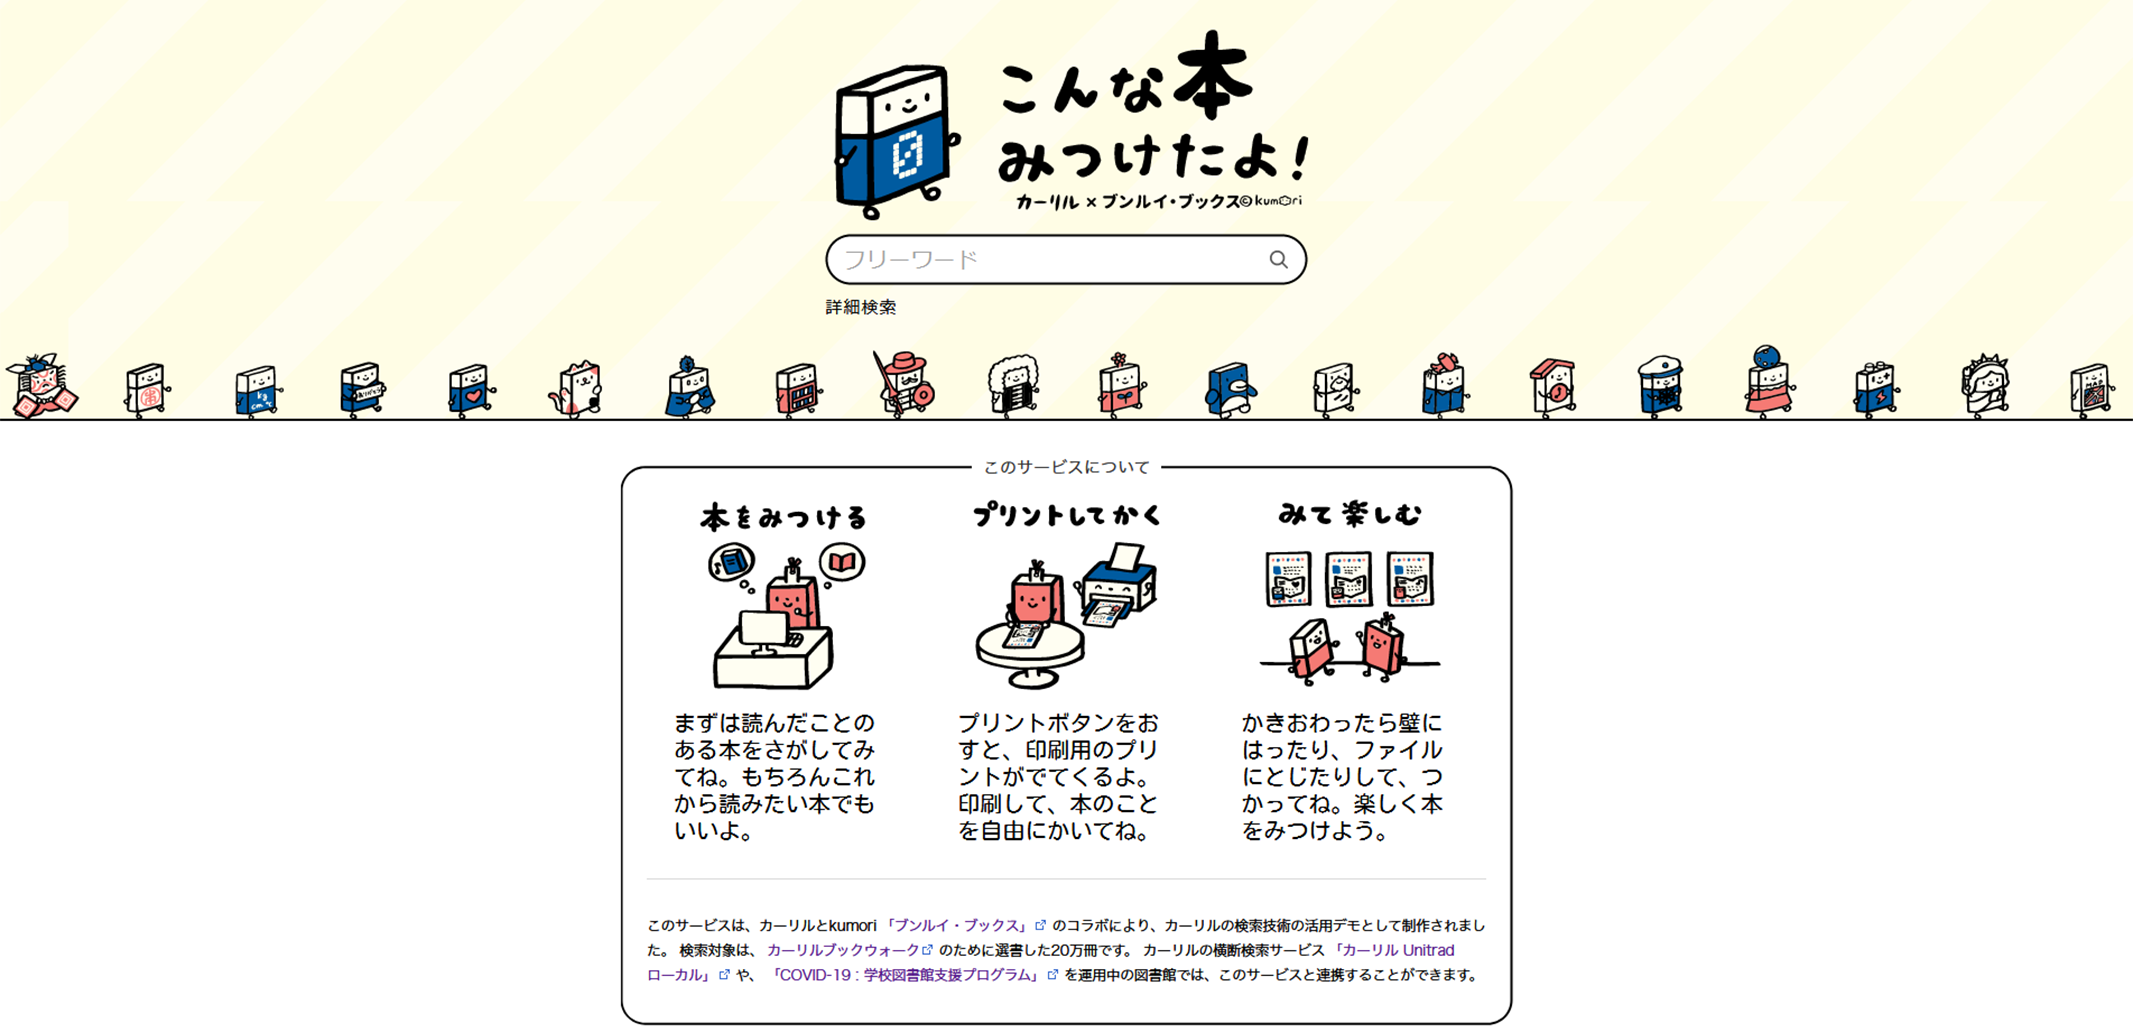 こんな本
みつけたよ!
カーリル × ブンルイ・ブックス©kumori
フリーワード
詳細検索
0
kg
cm ℃
MAP
このサービスについて
本をみつける
まずは読んだことの
ある本をさがしてみ
てね。もちろんこれ
から読みたい本でも
いいよ。
プリントしてかく
プリントボタンをお
すと、印刷用のプリ
ントがでてくるよ。
印刷して、本のこと
を自由にかいてね。
みて楽しむ
かきおわったら壁に
はったり、ファイル
にとじたりして、つ
かってね。楽しく本
をみつけよう。
このサービスは、カーリルとkumori 「ブンルイ・ブックス」 のコラボにより、カーリルの検索技術の活用デモとして制作されまし
た。 検索対象は、 カーリルブックウォーク のために選書した20万冊です。 カーリルの横断検索サービス 「カーリル Unitrad
ローカル」 や、 「COVID-19 : 学校図書館支援プログラム」 を運用中の図書館では、このサービスと連携することができます。